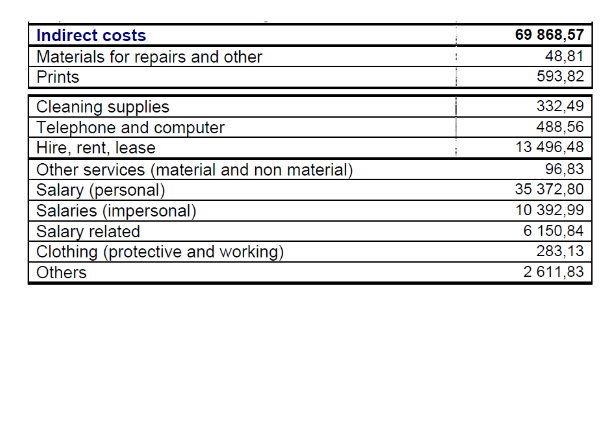 Indirect costs 69 868,57
Materials for repairs and other 48,81
Prints 593,82
Cleaning supplies 332,49
Telephone and computer 488,56
Hire, rent, lease 13 496,48
Other services (material and non material) 96,83
Salary (personal) 35 372,80
Salaries (impersonal) 10 392,99
Salary related 6 150,84
Clothing (protective and working) 283,13
Others 2 611,83